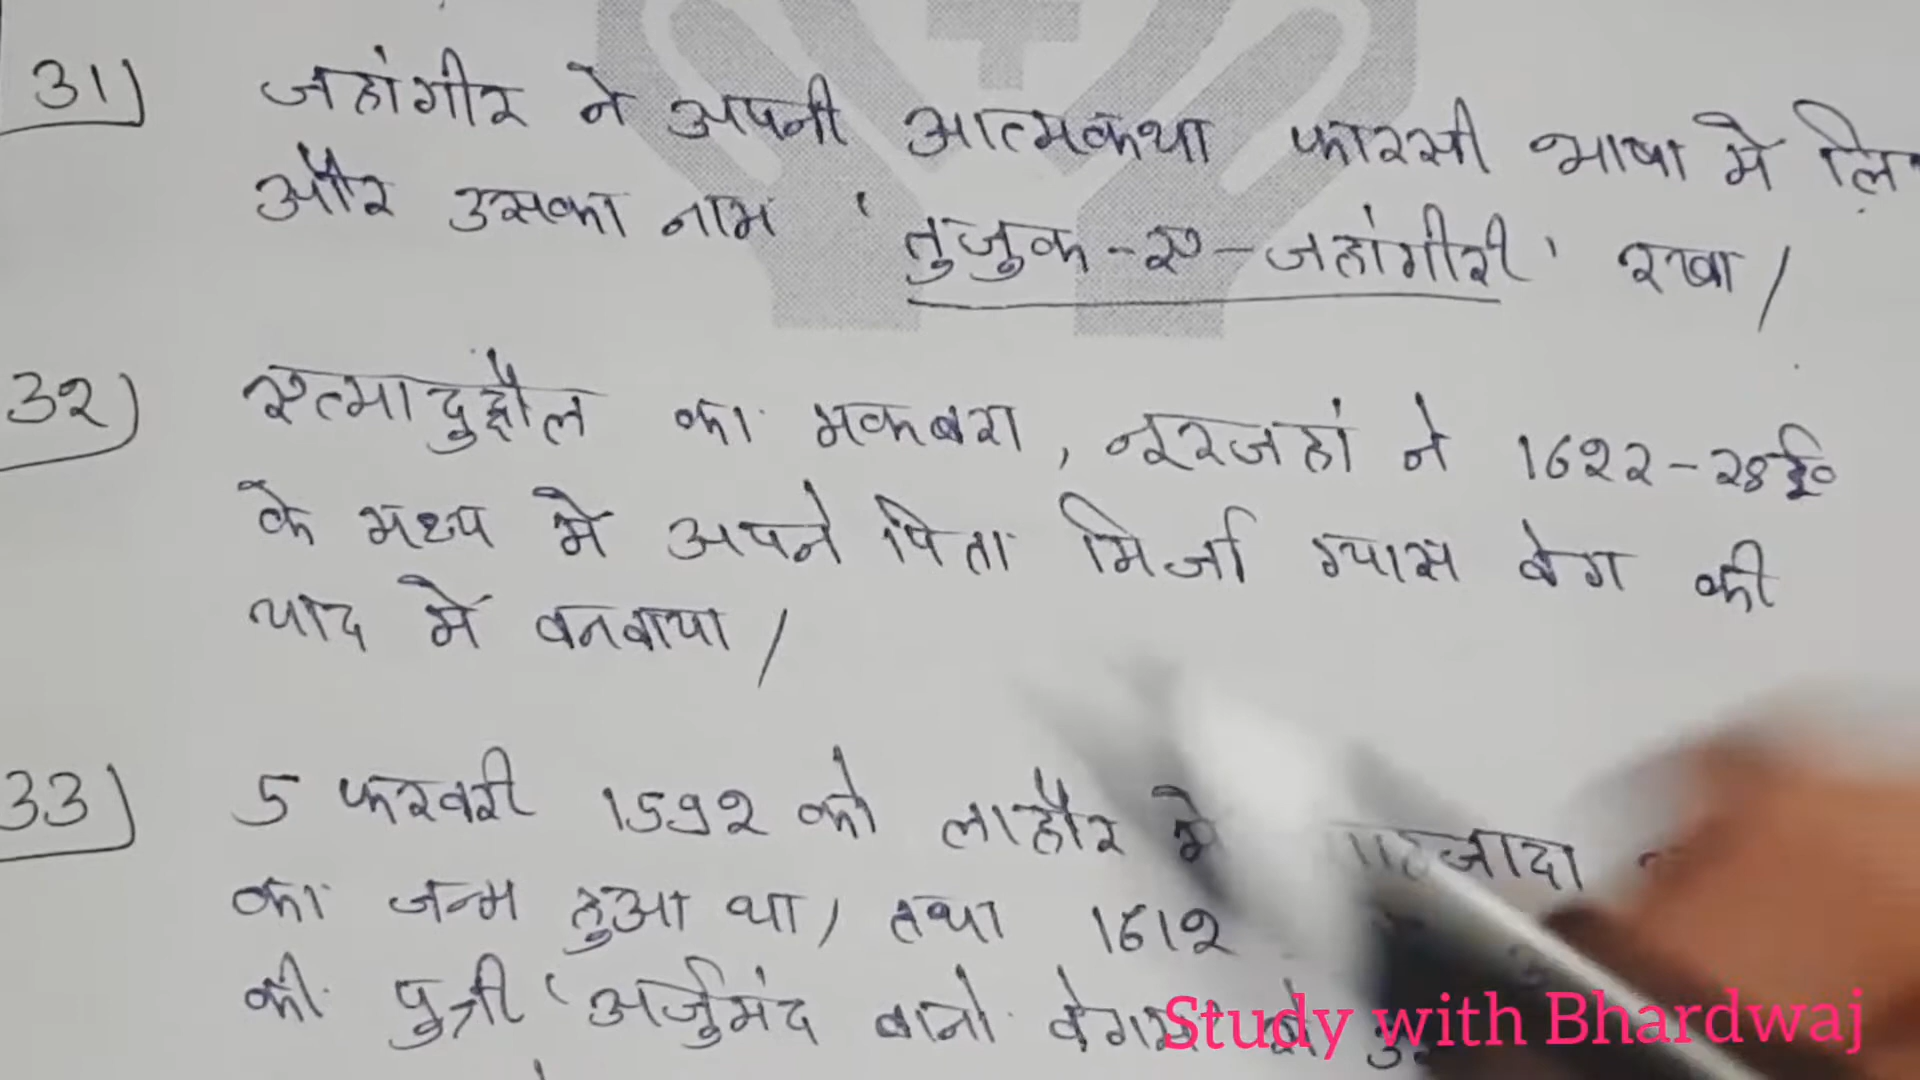 31) जहांगीर ने अपनी आत्मकथा फारसी भाषा में
और उसका नाम 'तुजुक-ए-जहांगीरी' रखा /
32) एत्मादुद्दौल का मकबरा, नूरजहां ने 1622-28 ई०
के मध्य में अपने पिता मिर्जा ग्यास बेग की
याद में बनवाया /
33) 5 फरवरी 1592 को लाहौर में
का जन्म हुआ था, तथा 1612
की पुत्री 'अर्जुमंद बानो बेगम
Study with Bhardwaj